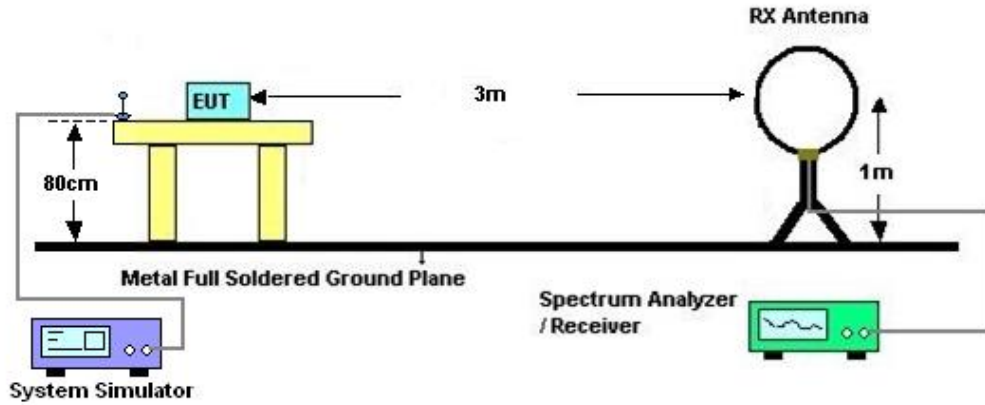 RX Antenna
EUT
3m
80cm
1m
Metal Full Soldered Ground Plane
Spectrum Analyzer
/ Receiver
System Simulator